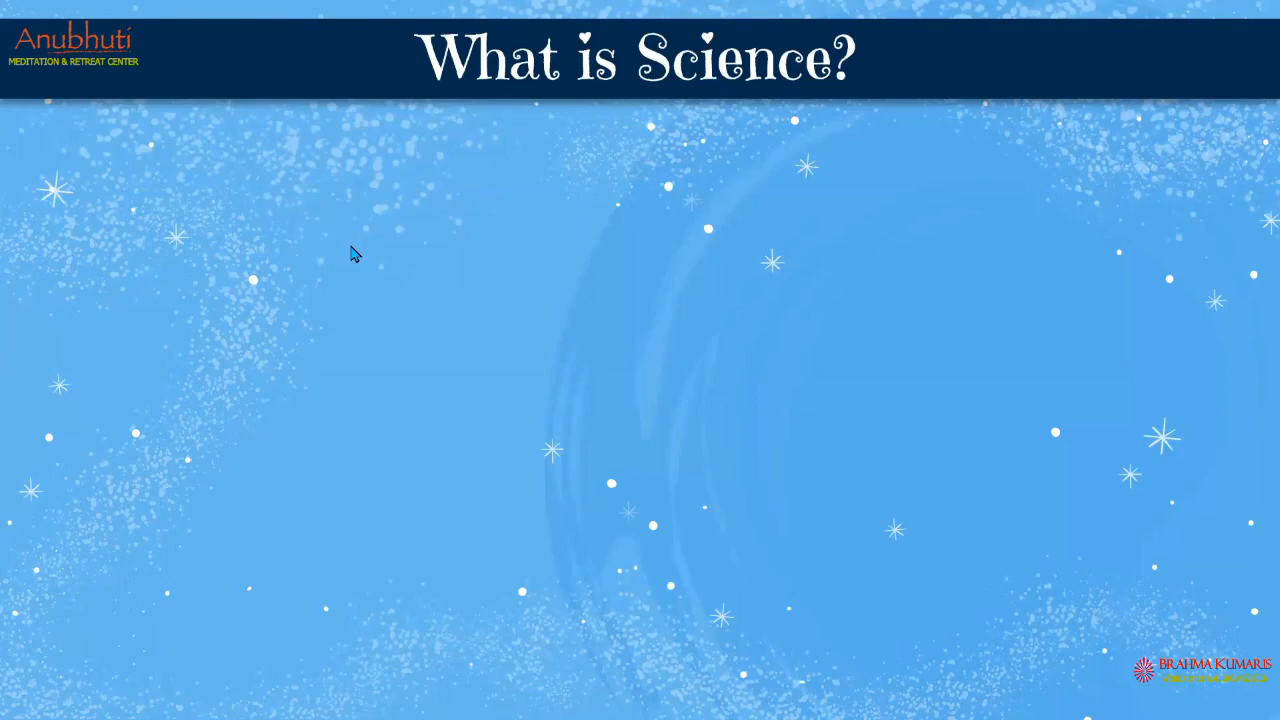 Anubhuti
MEDITATION & RETREAT CENTER
What is Science?
BRAHMA KUMARIS